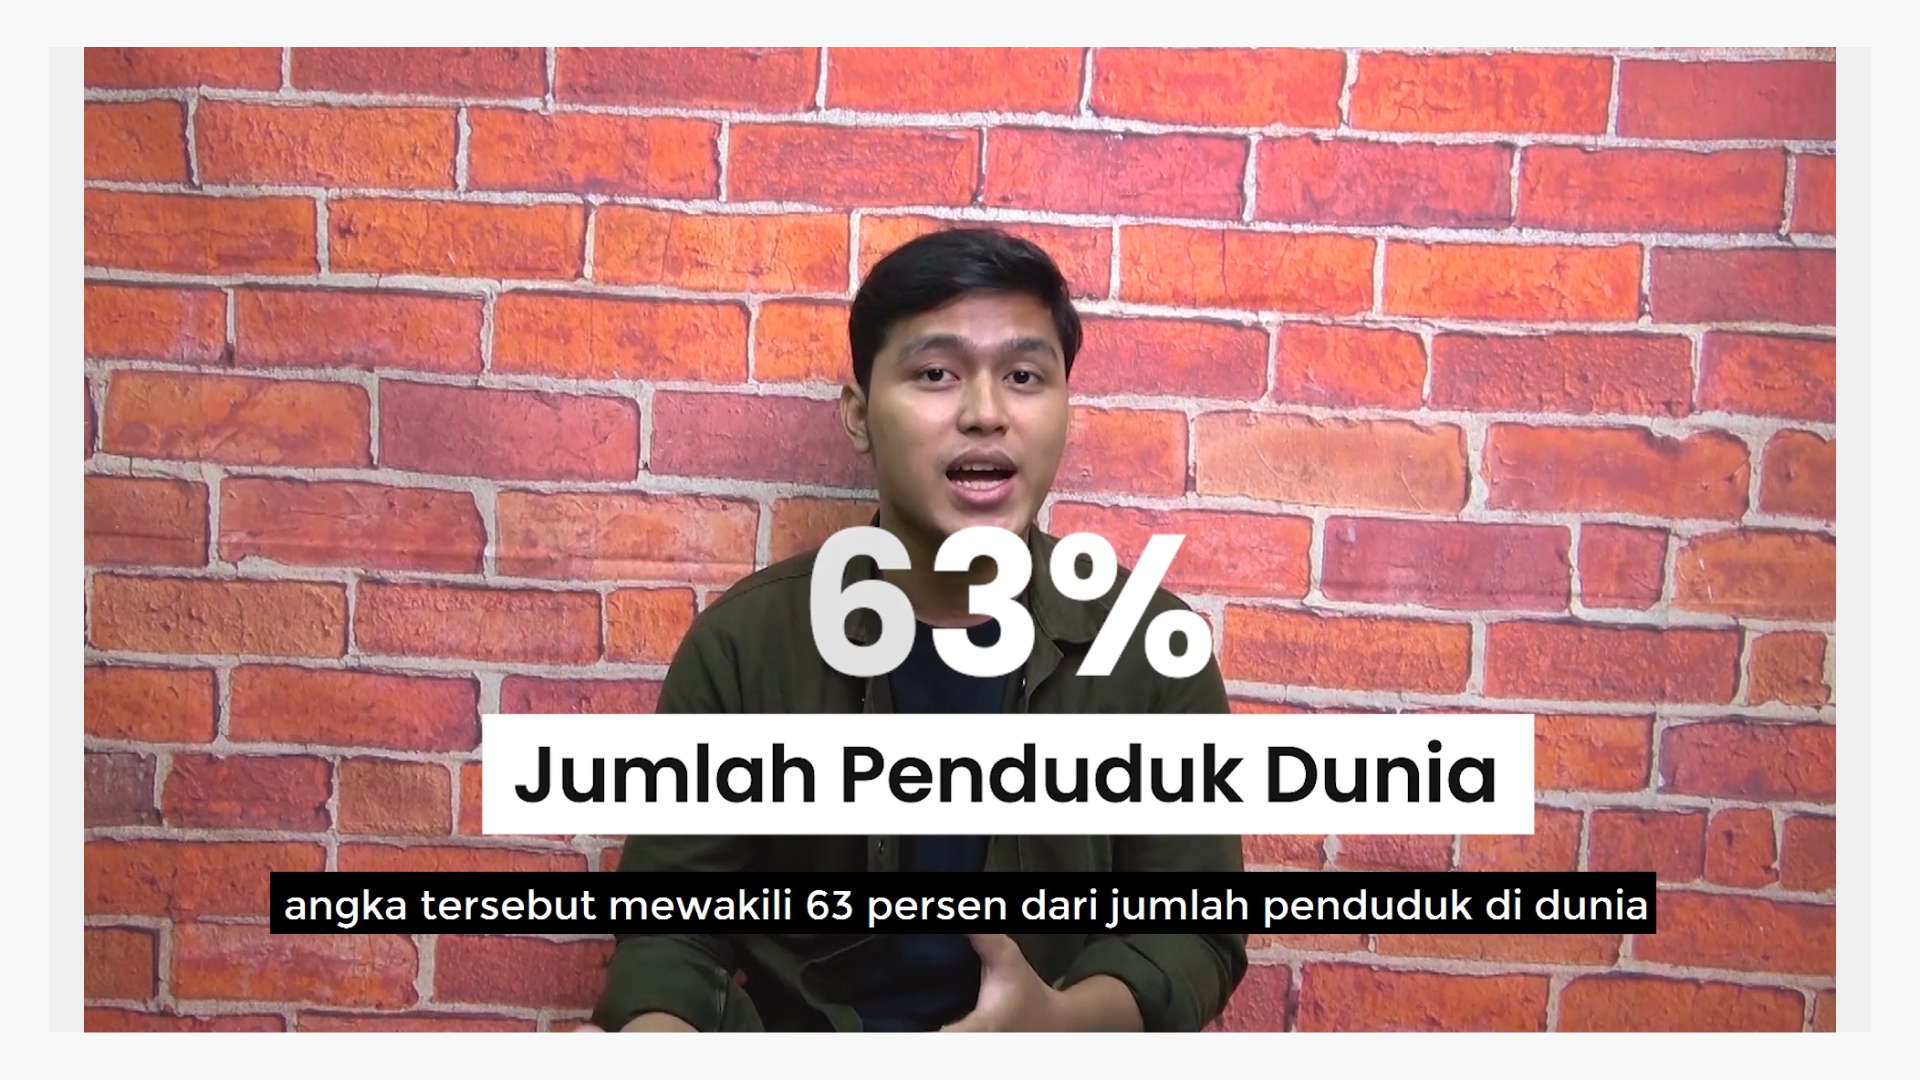 63%
Jumlah Penduduk Dunia
angka tersebut mewakili 63 persen dari jumlah penduduk di dunia